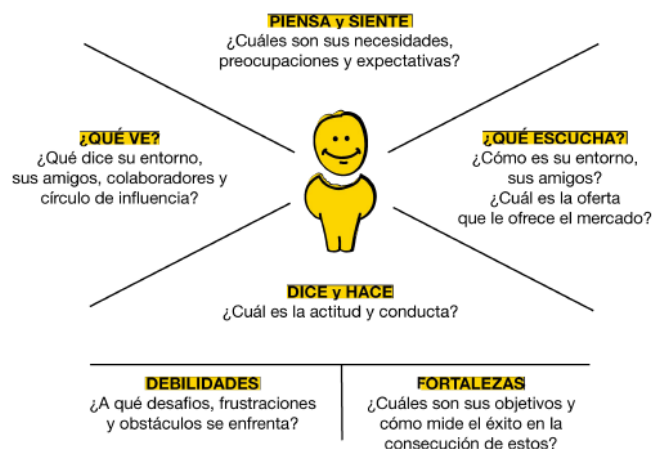 PIENSA y SIENTE
¿Cuáles son sus necesidades,
preocupaciones y expectativas?
¿QUÉ VE?
¿Qué dice su entorno,
sus amigos, colaboradores y
círculo de influencia?
¿QUÉ ESCUCHA?
¿Cómo es su entorno,
sus amigos?
¿Cuál es la oferta
que le ofrece el mercado?
DICE y HACE
¿Cuál es la actitud y conducta?
DEBILIDADES
¿A qué desafios, frustraciones
y obstáculos se enfrenta?
FORTALEZAS
¿Cuáles son sus objetivos y
cómo mide el éxito en la
consecución de estos?